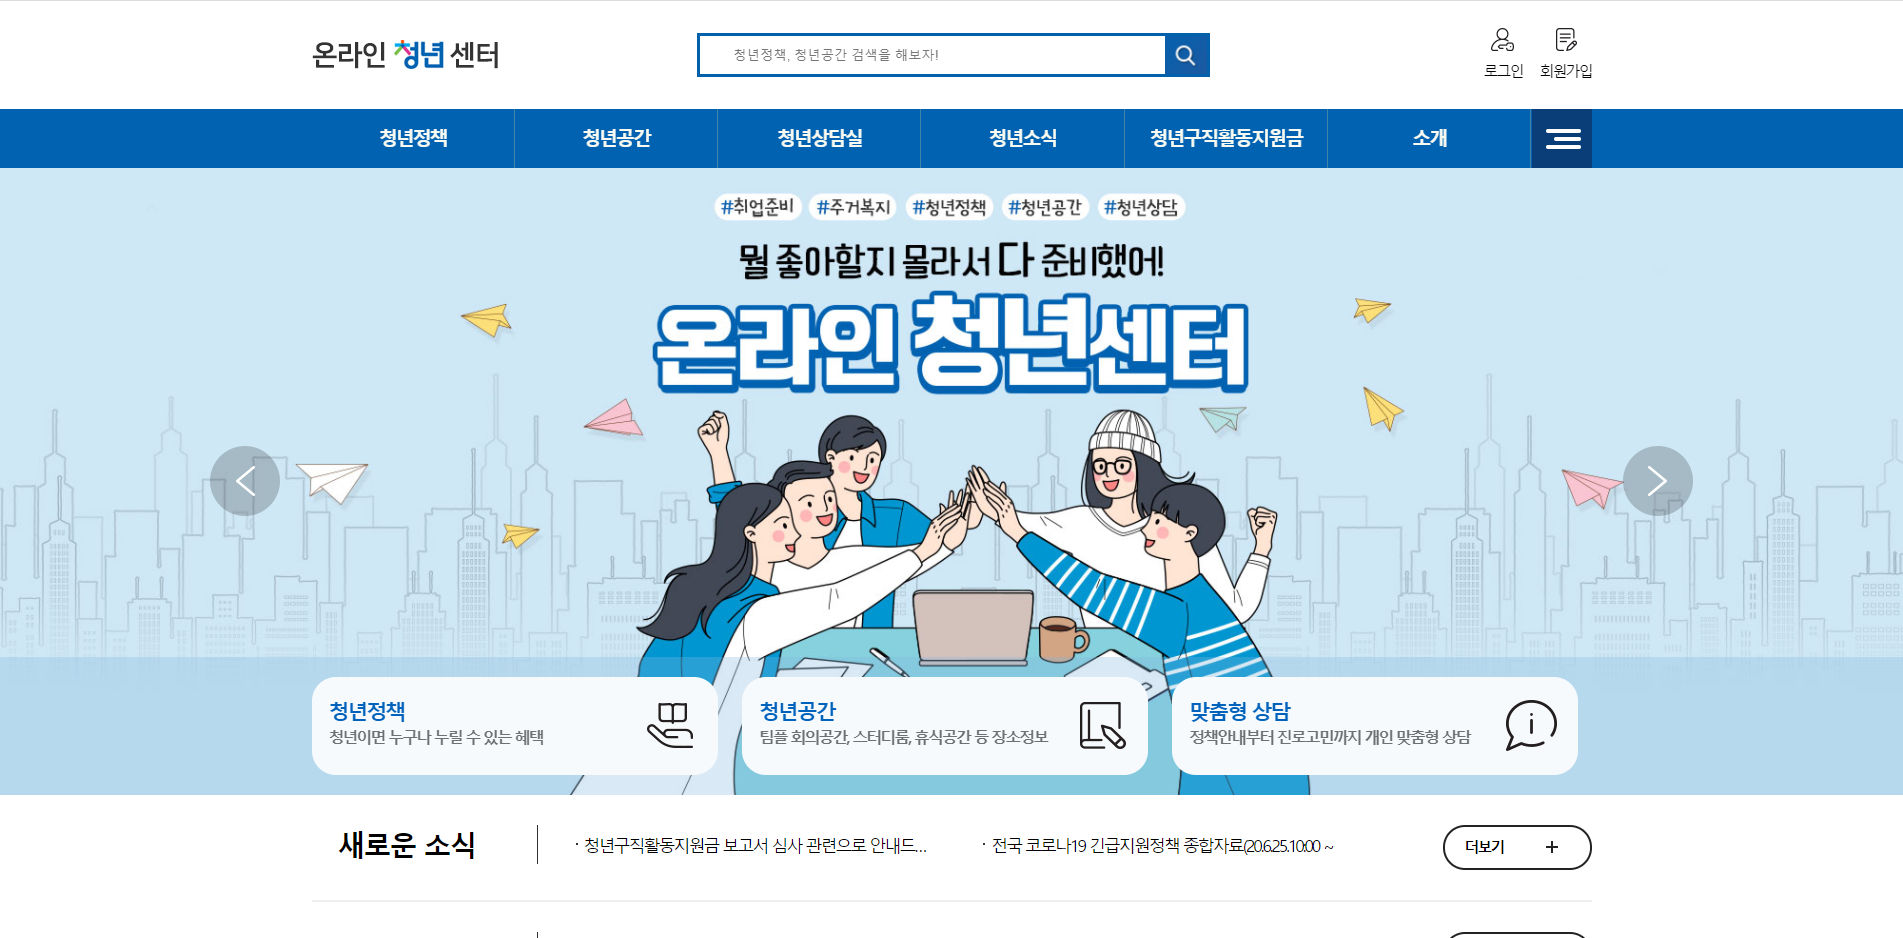 온라인 청년 센터
청년정책, 청년공간 검색을 해보자!
로그인 회원가입
청년정책 청년공간 청년상담실 청년소식 청년구직활동지원금 소개
#취업준비 #주거복지 #청년정책 #청년공간 #청년상담
뭘 좋아할지 몰라서 다 준비했어!
온라인 청년센터
청년정책
청년이면 누구나 누릴 수 있는 혜택
청년공간
팀플 회의공간, 스터디룸, 휴식공간 등 장소정보
맞춤형 상담
정책안내부터 진로고민까지 개인 맞춤형 상담
새로운 소식
· 청년구직활동지원금 보고서 심사 관련으로 안내드...
· 전국 코로나19 긴급지원정책 종합자료(20.6.25.10:00 ~
더보기 +